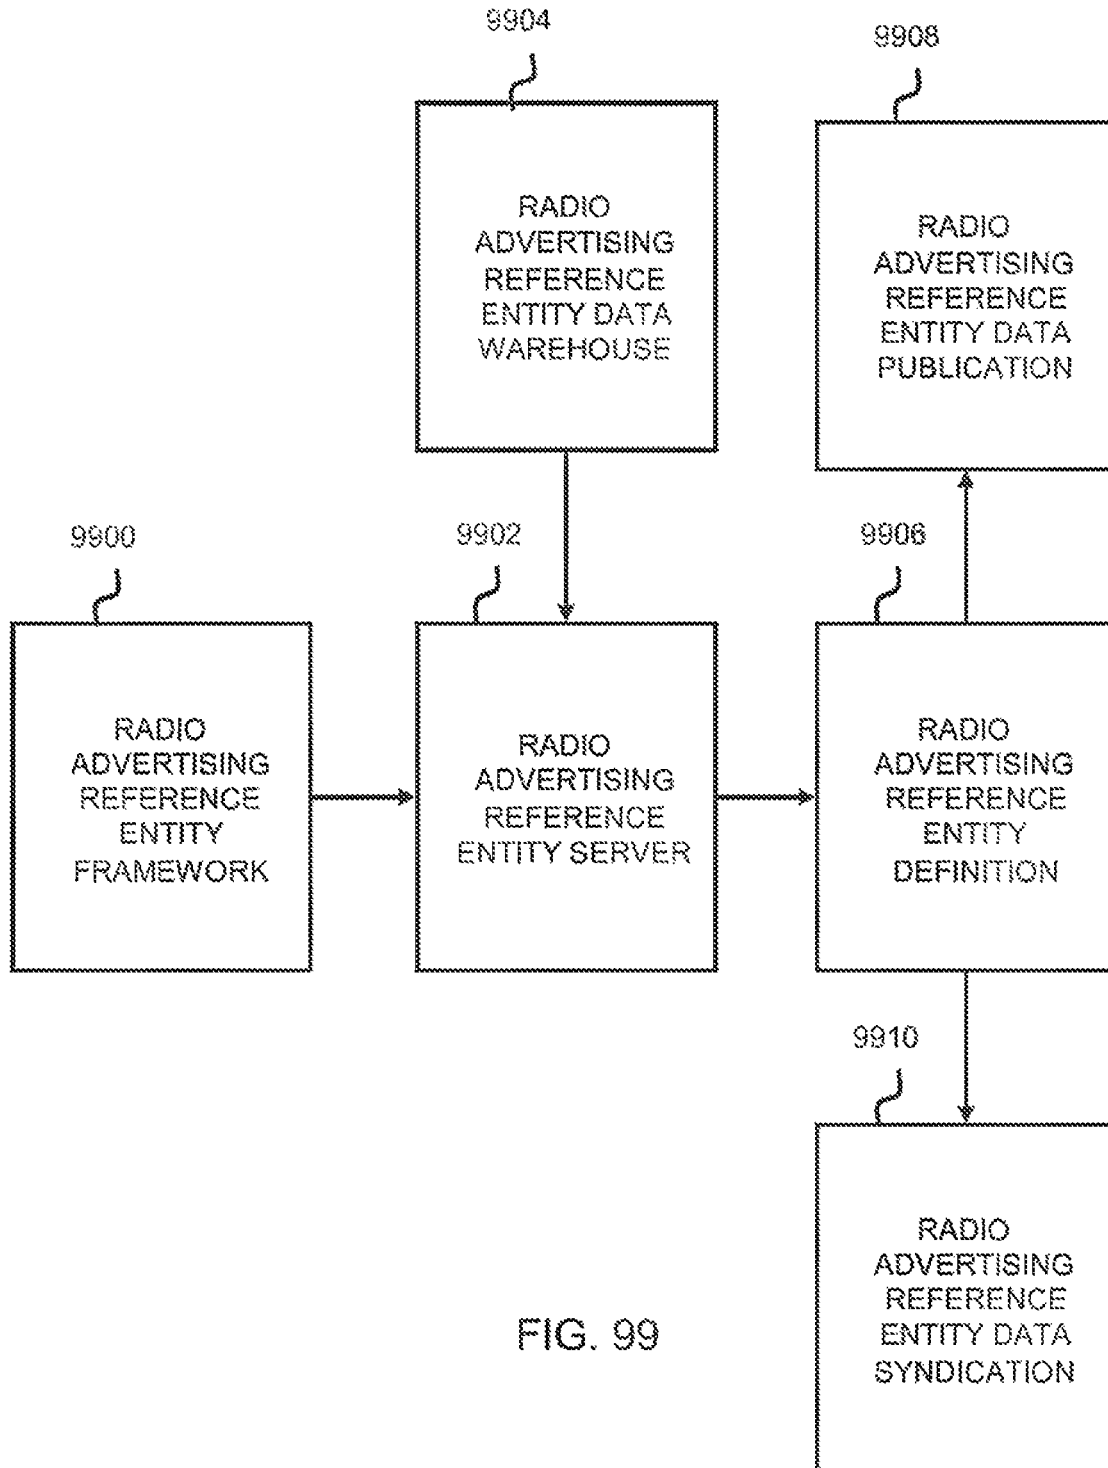 9904
RADIO
ADVERTISING
REFERENCE
ENTITY DATA
WAREHOUSE
9908
RADIO
ADVERTISING
REFERENCE
ENTITY DATA
PUBLICATION
9900
RADIO
ADVERTISING
REFERENCE
ENTITY
FRAMEWORK
9902
RADIO
ADVERTISING
REFERENCE
ENTITY SERVER
9906
RADIO
ADVERTISING
REFERENCE
ENTITY
DEFINITION
9910
RADIO
ADVERTISING
REFERENCE
ENTITY DATA
SYNDICATION
FIG. 99